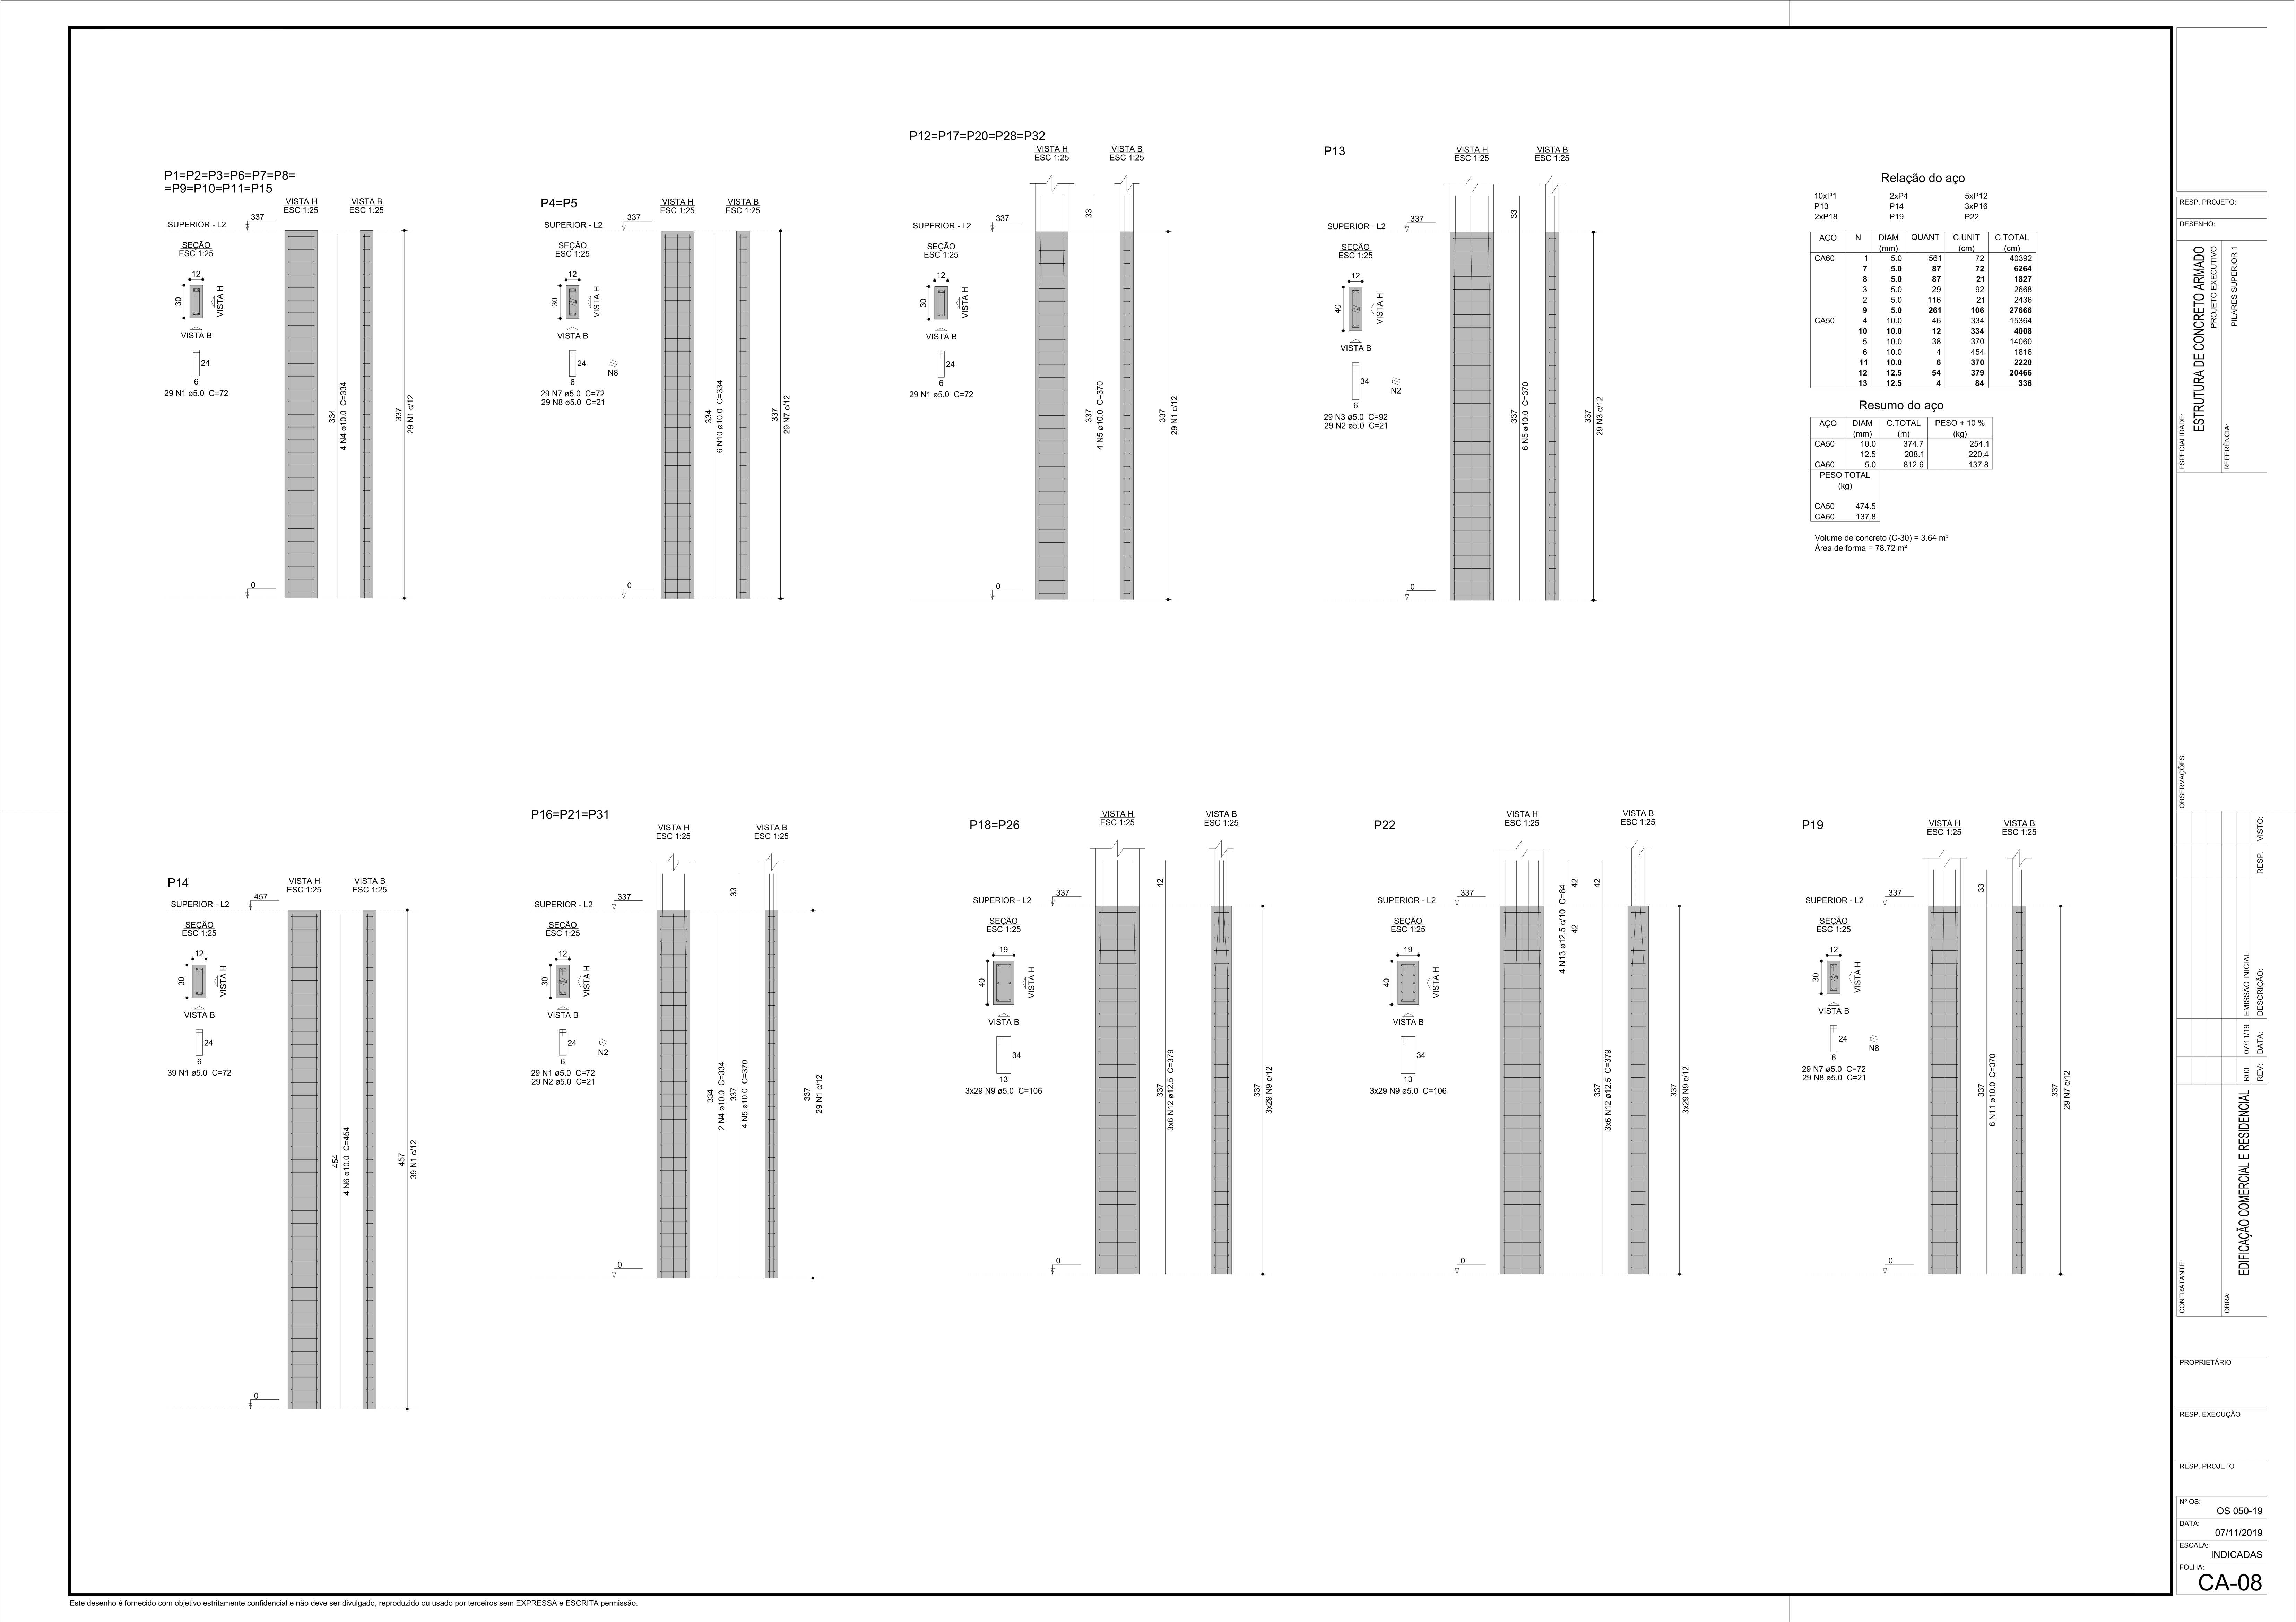 P1=P2=P3=P6=P7=P8=
=P9=P10=P11=P15
SUPERIOR - L2
SEÇÃO
ESC 1:25
12
30
VISTA H
VISTA B
24
6
29 N1 ø5.0 C=72
VISTA H
ESC 1:25
VISTA B
ESC 1:25
337
0
334
4 N4 ø10.0 C=334
337
29 N1 c/12
P4=P5
SUPERIOR - L2
SEÇÃO
ESC 1:25
12
30
VISTA H
VISTA B
24
6
N8
29 N7 ø5.0 C=72
29 N8 ø5.0 C=21
VISTA H
ESC 1:25
VISTA B
ESC 1:25
337
0
334
6 N10 ø10.0 C=334
337
29 N7 c/12
P12=P17=P20=P28=P32
SUPERIOR - L2
SEÇÃO
ESC 1:25
12
30
VISTA H
VISTA B
24
6
29 N1 ø5.0 C=72
VISTA H
ESC 1:25
VISTA B
ESC 1:25
337
0
33
337
4 N5 ø10.0 C=370
337
29 N1 c/12
P13
SUPERIOR - L2
SEÇÃO
ESC 1:25
12
40
VISTA H
VISTA B
34
6
N2
29 N3 ø5.0 C=92
29 N2 ø5.0 C=21
VISTA H
ESC 1:25
VISTA B
ESC 1:25
337
0
33
337
6 N5 ø10.0 C=370
337
29 N3 c/12
Relação do aço
10xP1 2xP4 5xP12
P13 P14 3xP16
2xP18 P19 P22
AÇO N DIAM QUANT C.UNIT C.TOTAL
(mm) (cm) (cm)
CA60 1 5.0 561 72 40392
7 5.0 87 72 6264
8 5.0 87 21 1827
3 5.0 29 92 2668
2 5.0 116 21 2436
9 5.0 261 106 27666
CA50 4 10.0 46 334 15364
10 10.0 12 334 4008
5 10.0 38 370 14060
6 10.0 4 454 1816
11 10.0 6 370 2220
12 12.5 54 379 20466
13 12.5 4 84 336
Resumo do aço
AÇO DIAM C.TOTAL PESO + 10 %
(mm) (m) (kg)
CA50 10.0 374.7 254.1
12.5 208.1 220.4
CA60 5.0 812.6 137.8
PESO TOTAL
(kg)
CA50 474.5
CA60 137.8
Volume de concreto (C-30) = 3.64 m³
Área de forma = 78.72 m²
P14
SUPERIOR - L2
SEÇÃO
ESC 1:25
12
30
VISTA H
VISTA B
24
6
39 N1 ø5.0 C=72
VISTA H
ESC 1:25
VISTA B
ESC 1:25
457
0
454
4 N6 ø10.0 C=454
457
39 N1 c/12
P16=P21=P31
SUPERIOR - L2
SEÇÃO
ESC 1:25
12
30
VISTA H
VISTA B
24
6
N2
29 N1 ø5.0 C=72
29 N2 ø5.0 C=21
VISTA H
ESC 1:25
VISTA B
ESC 1:25
337
0
33
334
2 N4 ø10.0 C=334
337
4 N5 ø10.0 C=370
337
29 N1 c/12
P18=P26
SUPERIOR - L2
SEÇÃO
ESC 1:25
19
40
VISTA H
VISTA B
34
13
3x29 N9 ø5.0 C=106
VISTA H
ESC 1:25
VISTA B
ESC 1:25
337
0
42
337
3x6 N12 ø12.5 C=379
337
3x29 N9 c/12
P22
SUPERIOR - L2
SEÇÃO
ESC 1:25
19
40
VISTA H
VISTA B
34
13
3x29 N9 ø5.0 C=106
VISTA H
ESC 1:25
VISTA B
ESC 1:25
337
0
4 N13 ø12.5 c/10 C=84
42
42
42
337
3x6 N12 ø12.5 C=379
337
3x29 N9 c/12
P19
SUPERIOR - L2
SEÇÃO
ESC 1:25
12
30
VISTA H
VISTA B
24
6
N8
29 N7 ø5.0 C=72
29 N8 ø5.0 C=21
VISTA H
ESC 1:25
VISTA B
ESC 1:25
337
0
33
337
6 N11 ø10.0 C=370
337
29 N7 c/12
RESP. PROJETO:
DESENHO:
ESPECIALIDADE:
ESTRUTURA DE CONCRETO ARMADO
PROJETO EXECUTIVO
REFERÊNCIA:
PILARES SUPERIOR 1
OBSERVAÇÕES
R00 07/11/19 EMISSÃO INICIAL
REV: DATA: DESCRIÇÃO: RESP. VISTO:
CONTRATANTE:
OBRA:
EDIFICAÇÃO COMERCIAL E RESIDENCIAL
PROPRIETÁRIO
RESP. EXECUÇÃO
RESP. PROJETO
Nº OS:
OS 050-19
DATA:
07/11/2019
ESCALA:
INDICADAS
FOLHA:
CA-08
Este desenho é fornecido com objetivo estritamente confidencial e não deve ser divulgado, reproduzido ou usado por terceiros sem EXPRESSA e ESCRITA permissão.